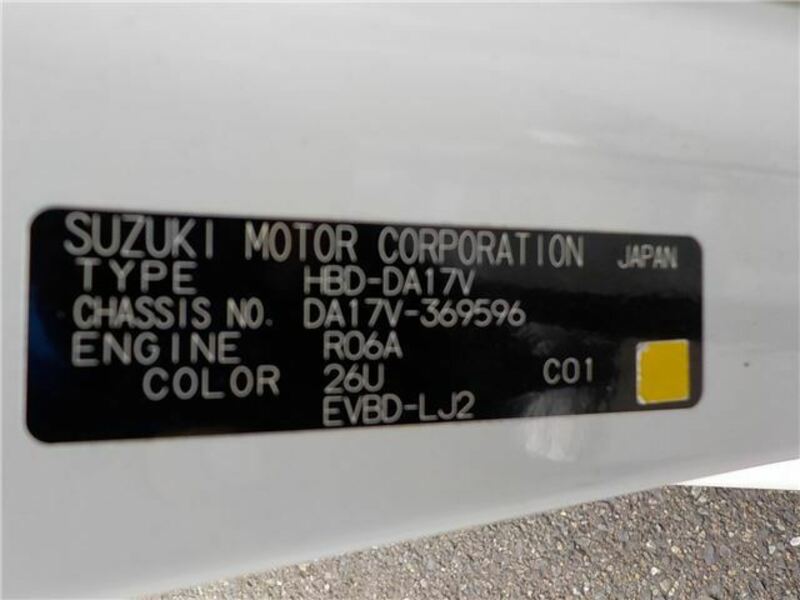 SUZUKI MOTOR CORPORATION JAPAN
TYPE HBD-DA17V
CHASSIS NO. DA17V-369596
ENGINE R06A
COLOR 26U C01
EVBD-LJ2